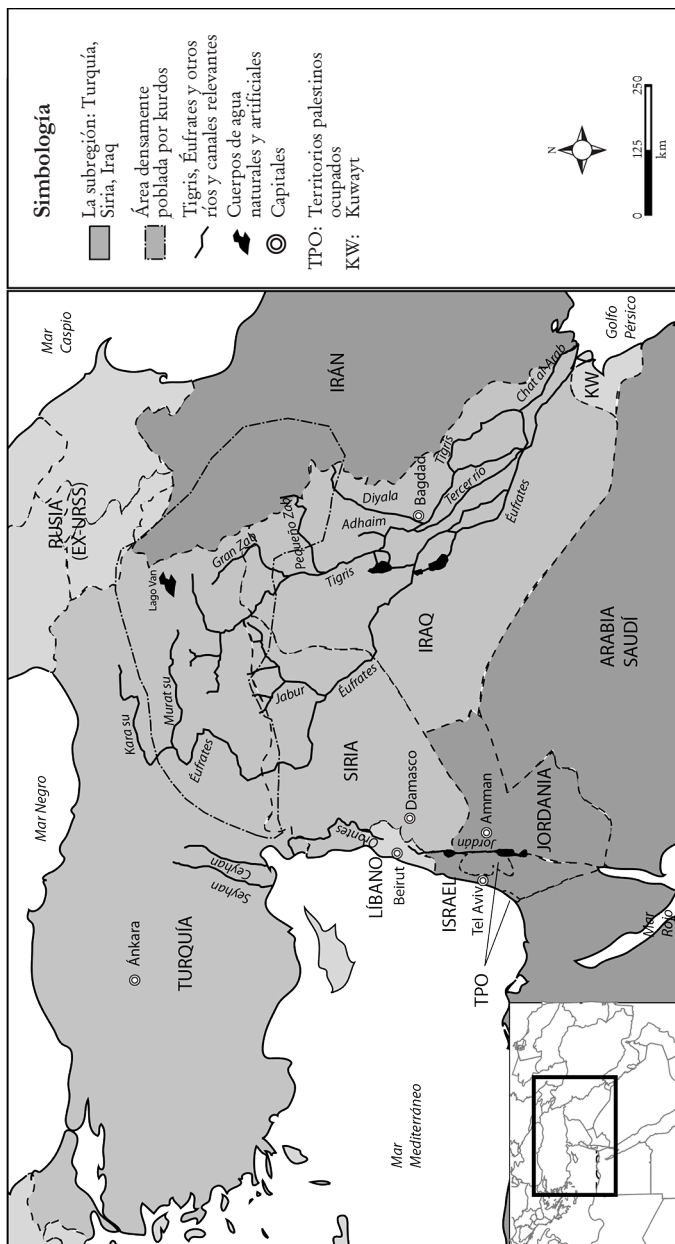 Simbología
La subregión: Turquía,
Siria, Iraq
Área densamente
poblada por kurdos
Tigris, Éufrates y otros
ríos y canales relevantes
Cuerpos de agua
naturales y artificiales
Capitales
TPO: Territorios palestinos
ocupados
KW: Kuwayt
N
0 125 250
km
Mar
Caspio
RUSIA
(EX-URSS)
Mar Negro
IRÁN
Lago Van
Kara su
Murat su
Éufrates
Gran Zab
Pequeño Zab
Diyala
Adhaim
Tigris
Bagdad
Tigris
Tercer río
Chat al-Arab
Éufrates
Golfo
Pérsico
KW
Jabur
Éufrates
IRAQ
SIRIA
Ánkara
TURQUÍA
Ceyhan
Seyhan
Orontes
LÍBANO
Beirut
Damasco
ISRAEL
Tel Aviv
Amman
Jordán
JORDANIA
TPO
ARABIA
SAUDÍ
Mar
Rojo
Mar
Mediterráneo